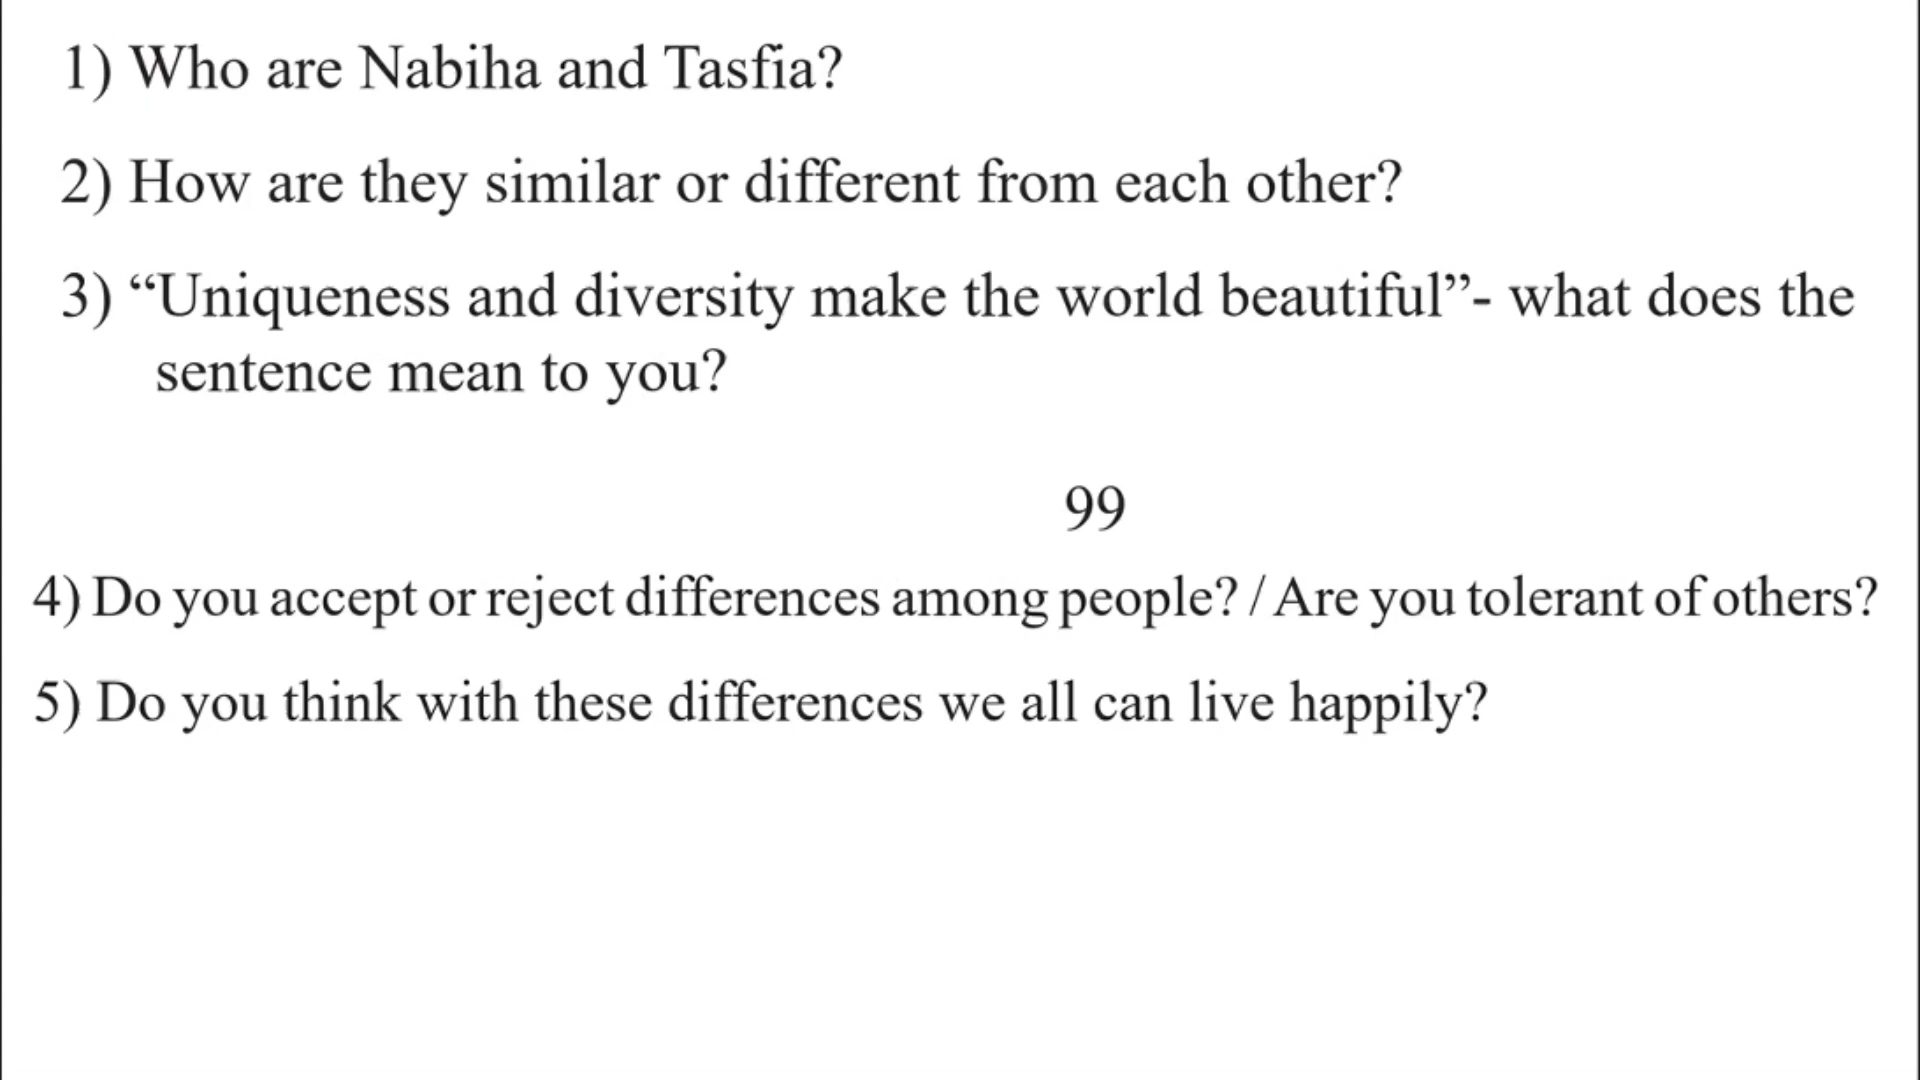 1) Who are Nabiha and Tasfia?
2) How are they similar or different from each other?
3) “Uniqueness and diversity make the world beautiful”- what does the
sentence mean to you?
99
4) Do you accept or reject differences among people? / Are you tolerant of others?
5) Do you think with these differences we all can live happily?